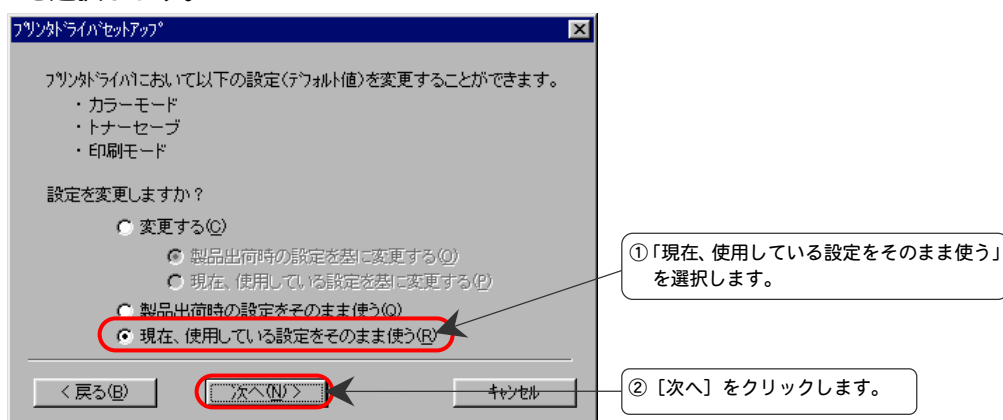 を選択します。
プリンタドライバセットアップ
プリンタドライバにおいて以下の設定(デフォルト値)を変更することができます。
・カラーモード
・トナーセーブ
・印刷モード
設定を変更しますか？
変更する(C)
製品出荷時の設定を基に変更する(O)
現在、使用している設定を基に変更する(P)
製品出荷時の設定をそのまま使う(Q)
現在、使用している設定をそのまま使う(R)
①「現在、使用している設定をそのまま使う」
を選択します。
< 戻る(B)
次へ(N) >
キャンセル
②［次へ］をクリックします。